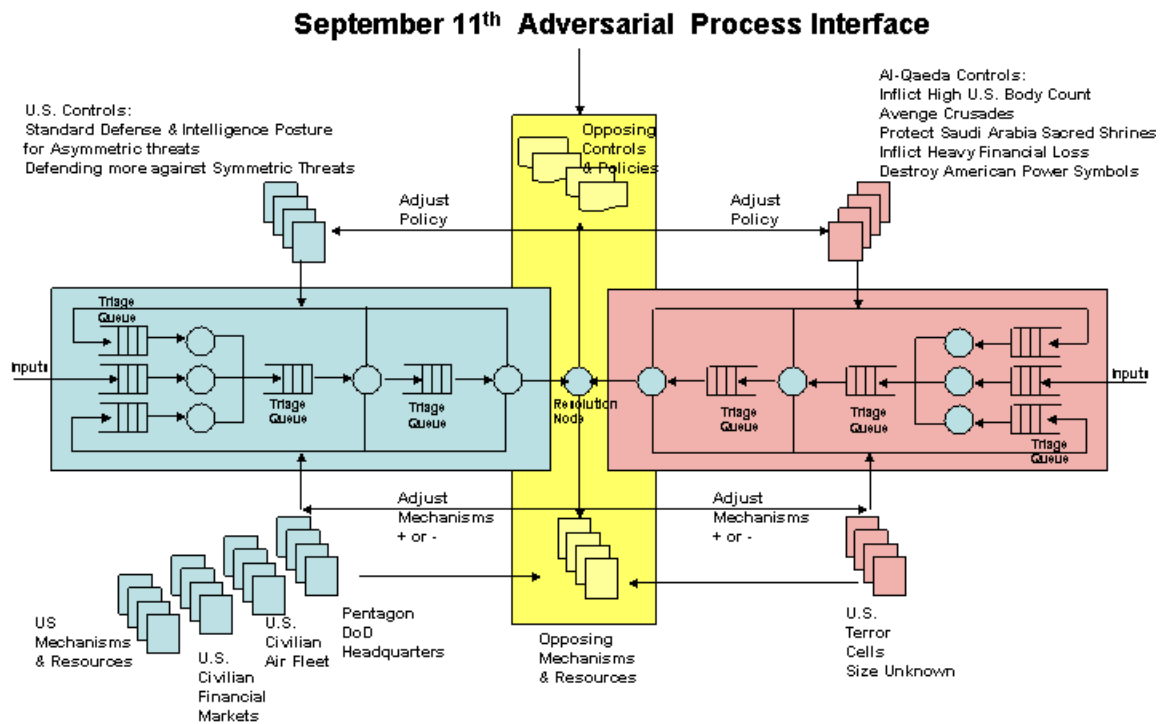 September 11th Adversarial Process Interface
U.S. Controls:
Standard Defense & Intelligence Posture
for Asymmetric threats
Defending more against Symmetric Threats
Opposing
Controls
& Policies
Al-Qaeda Controls:
Inflict High U.S. Body Count
Avenge Crusades
Protect Saudi Arabia Sacred Shrines
Inflict Heavy Financial Loss
Destroy American Power Symbols
Adjust
Policy
Adjust
Policy
Triage
Queue
Inputs
Triage
Queue
Triage
Queue
Resolution
Node
Triage
Queue
Triage
Queue
Triage
Queue
Inputs
Adjust
Mechanisms
+ or -
Adjust
Mechanisms
+ or -
US
Mechanisms
& Resources
U.S.
Civilian
Financial
Markets
U.S.
Civilian
Air Fleet
Pentagon
DoD
Headquarters
Opposing
Mechanisms
& Resources
U.S.
Terror
Cells
Size Unknown